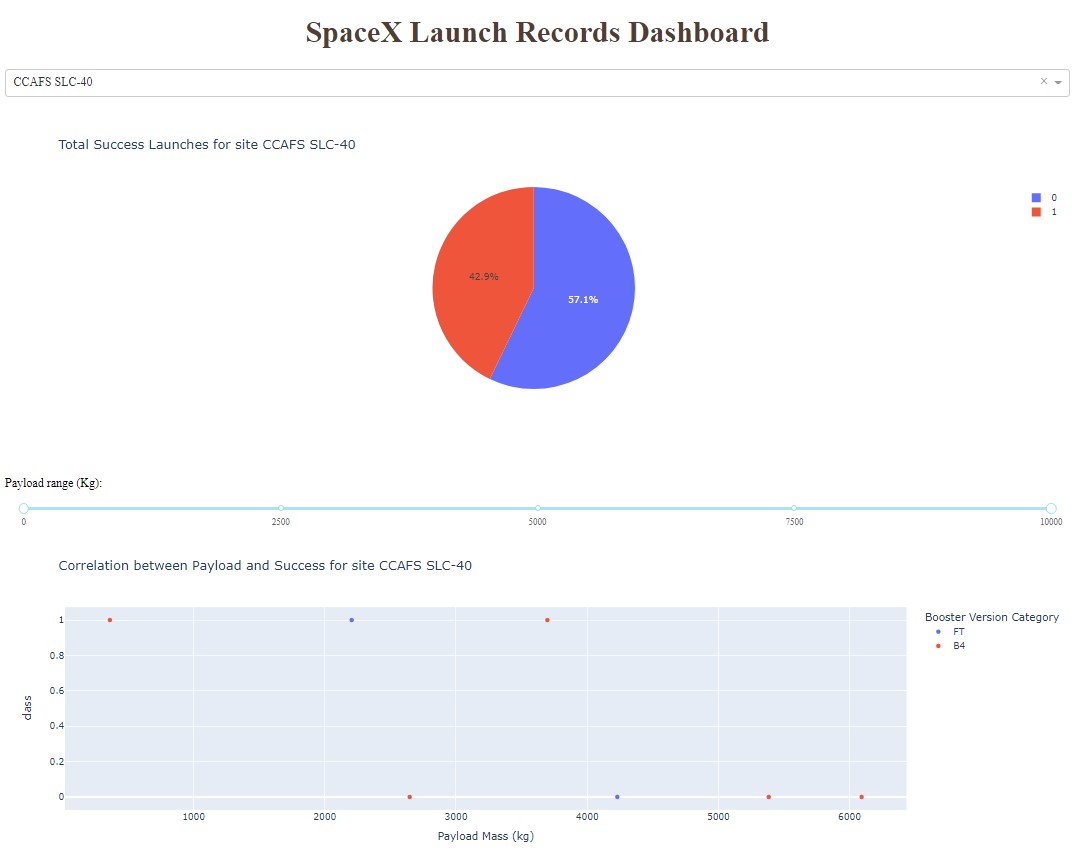 SpaceX Launch Records Dashboard
CCAFS SLC-40
×
Total Success Launches for site CCAFS SLC-40
0
1
42.9%
57.1%
Payload range (Kg):
0 2500 5000 7500 10000
Correlation between Payload and Success for site CCAFS SLC-40
Booster Version Category
FT
B4
1
0.8
0.6
0.4
0.2
0
class
1000 2000 3000 4000 5000 6000
Payload Mass (kg)